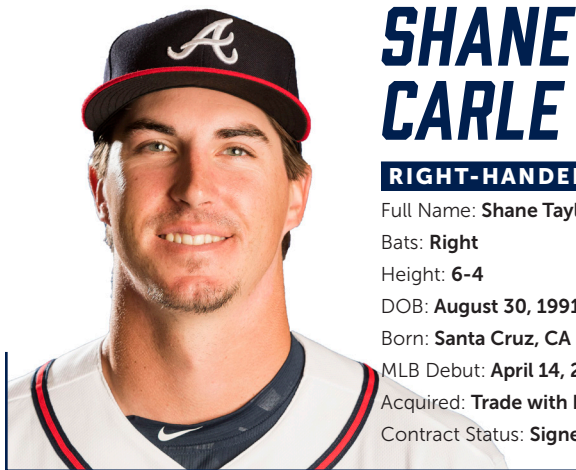 SHANE
CARLE
RIGHT-HANDE
Full Name: Shane Tayl
Bats: Right
Height: 6-4
DOB: August 30, 1991
Born: Santa Cruz, CA
MLB Debut: April 14, 2
Acquired: Trade with
Contract Status: Signe
A